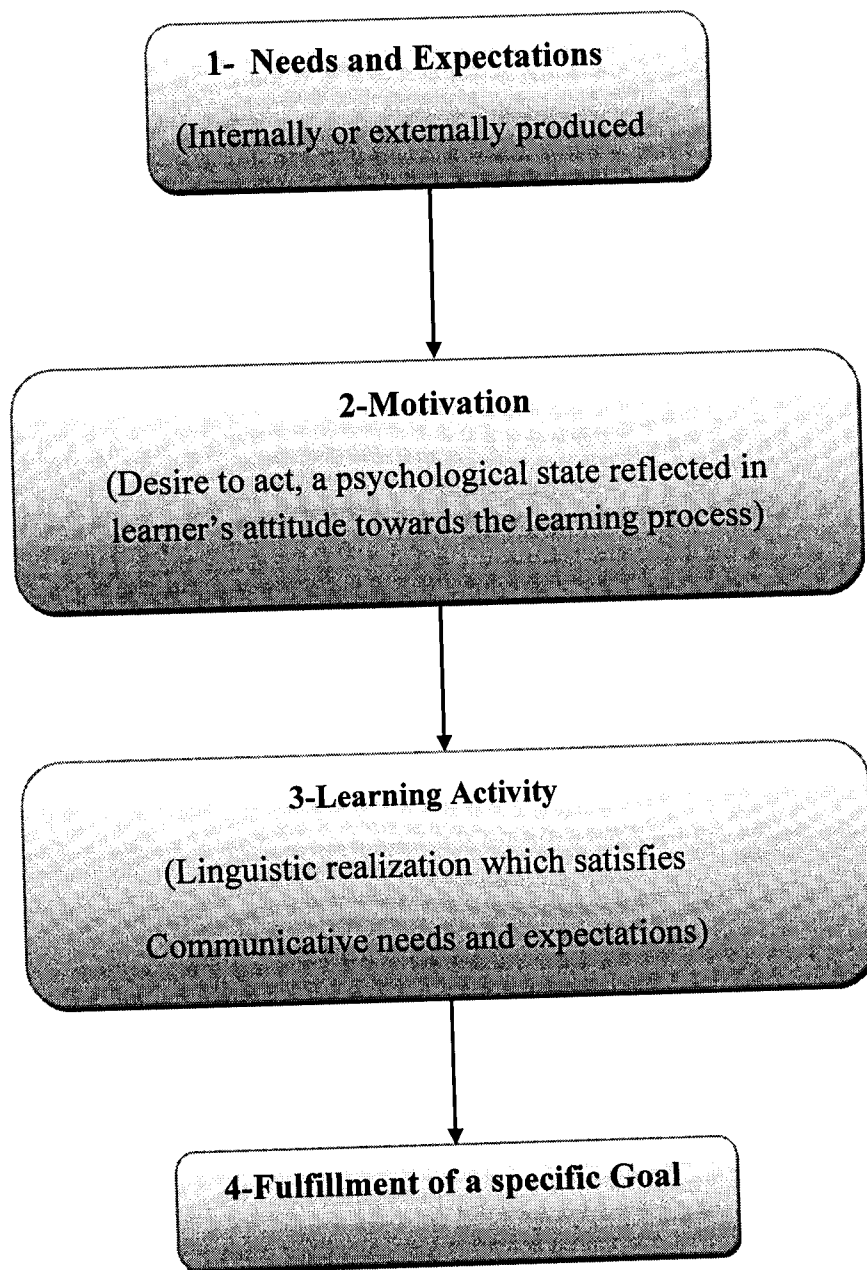 1- Needs and Expectations
(Internally or externally produced
2-Motivation
(Desire to act, a psychological state reflected in
learner’s attitude towards the learning process)
3-Learning Activity
(Linguistic realization which satisfies
Communicative needs and expectations)
4-Fulfillment of a specific Goal